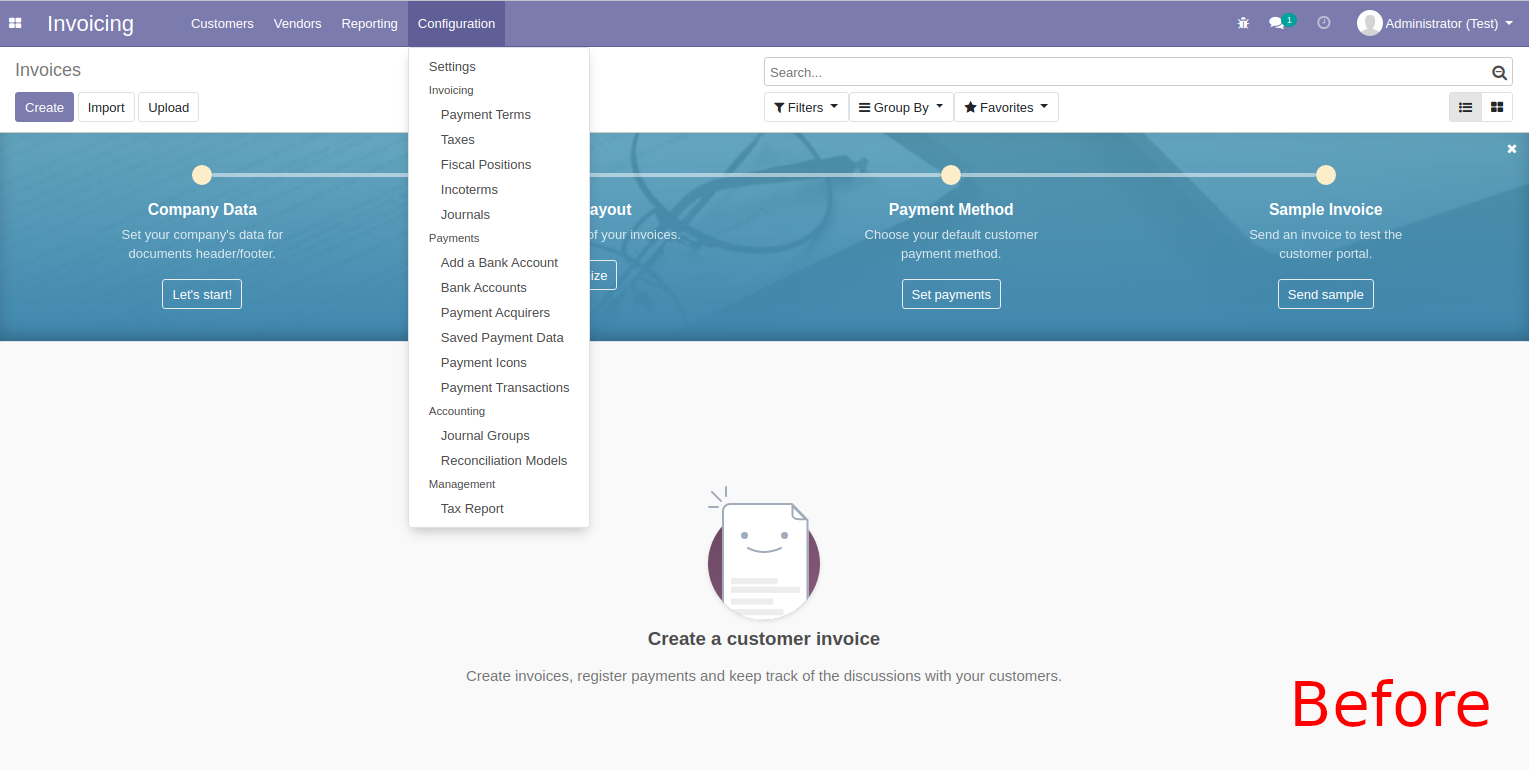 Invoicing
Customers
Vendors
Reporting
Configuration
1
Administrator (Test)
Invoices
Search...
Create
Import
Upload
Filters
Group By
Favorites
Settings
Invoicing
Payment Terms
Taxes
Fiscal Positions
Incoterms
Journals
Payments
Add a Bank Account
Bank Accounts
Payment Acquirers
Saved Payment Data
Payment Icons
Payment Transactions
Accounting
Journal Groups
Reconciliation Models
Management
Tax Report
Company Data
Set your company's data for
documents header/footer.
Let's start!
ayout
of your invoices.
ize
Payment Method
Choose your default customer
payment method.
Set payments
Sample Invoice
Send an invoice to test the
customer portal.
Send sample
Create a customer invoice
Create invoices, register payments and keep track of the discussions with your customers.
Before